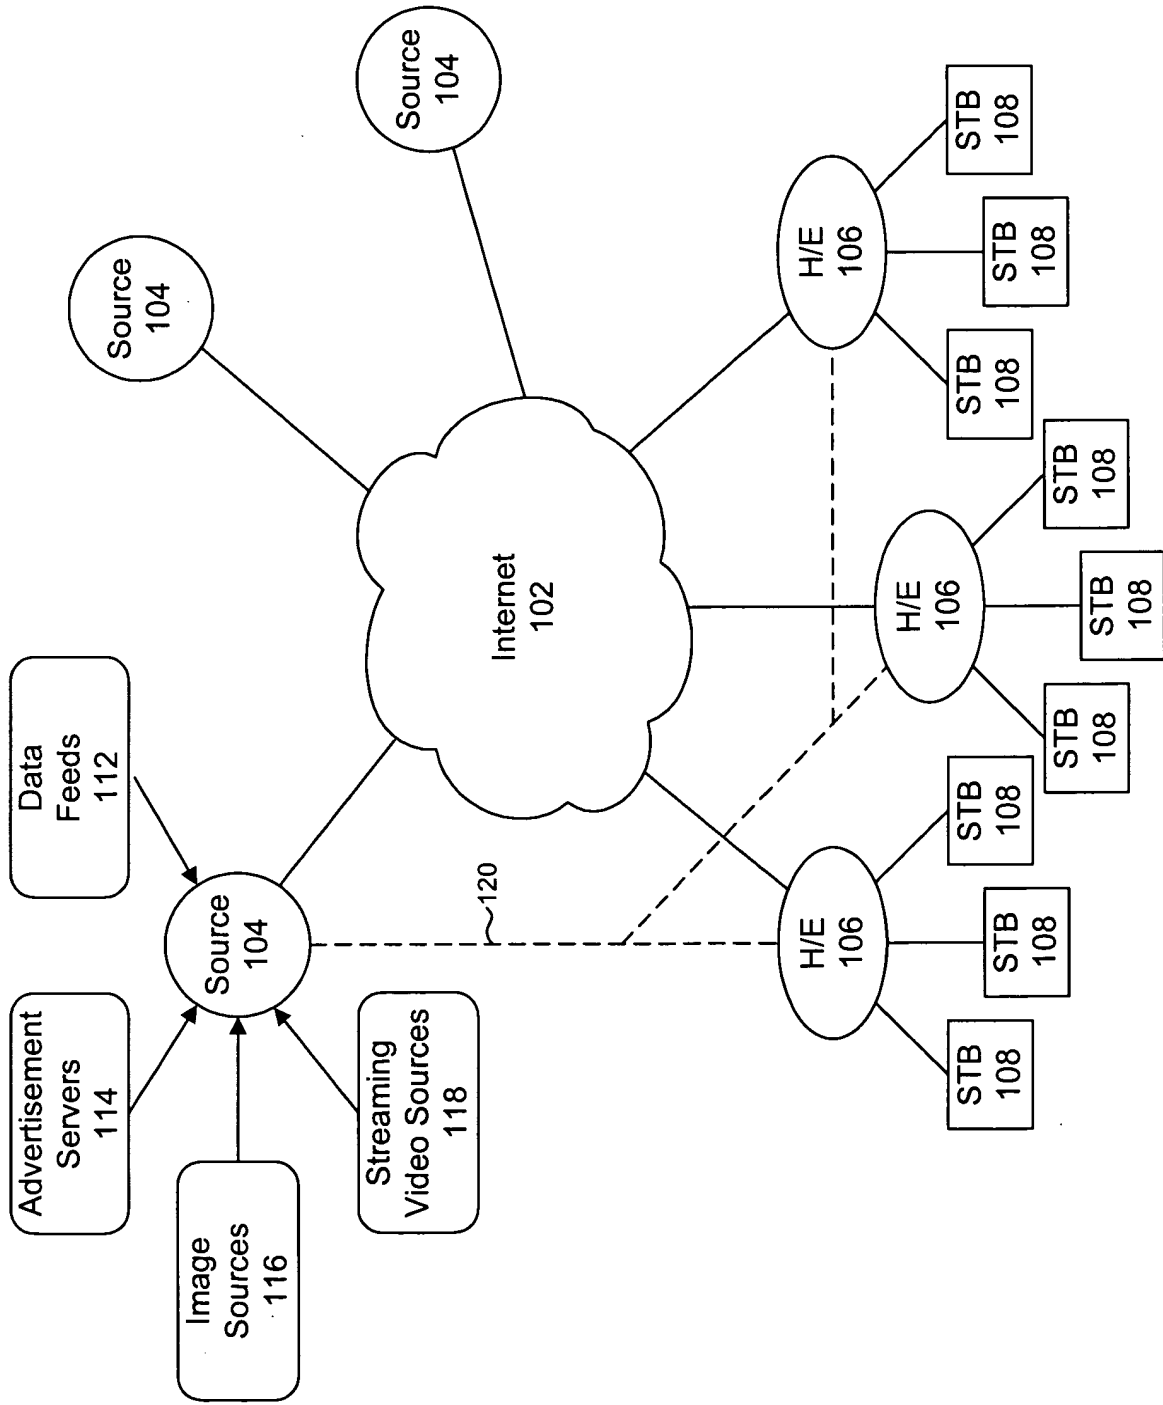 Advertisement
Servers
114
Data
Feeds
112
Image
Sources
116
Source
104
Source
104
Source
104
Streaming
Video Sources
118
120
Internet
102
H/E
106
H/E
106
H/E
106
STB
108
STB
108
STB
108
STB
108
STB
108
STB
108
STB
108
STB
108
STB
108